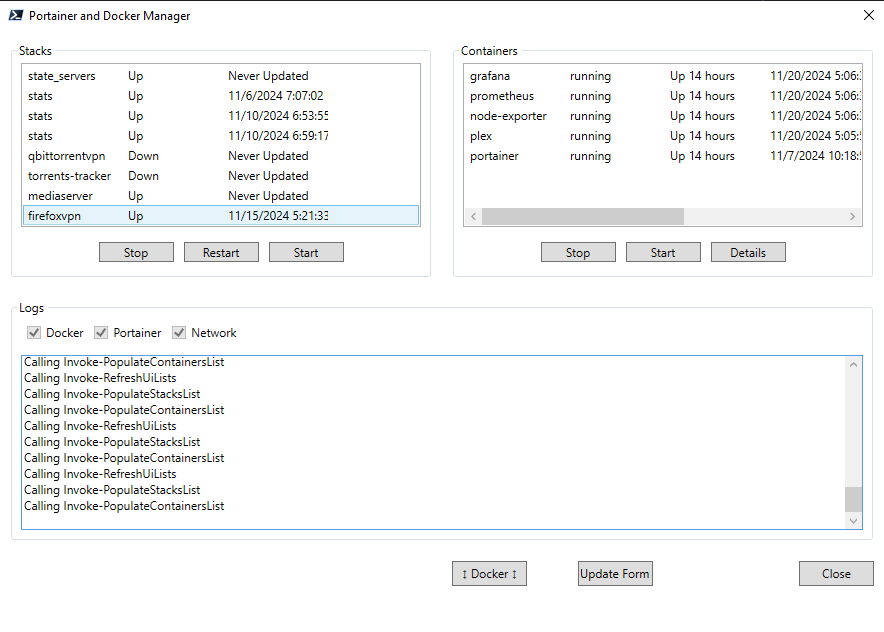 Portainer and Docker Manager
Stacks
state_servers Up Never Updated
stats Up 11/6/2024 7:07:02
stats Up 11/10/2024 6:53:55
stats Up 11/10/2024 6:59:17
qbittorrentvpn Down Never Updated
torrents-tracker Down Never Updated
mediaserver Up Never Updated
firefoxvpn Up 11/15/2024 5:21:33
Stop Restart Start
Containers
grafana running Up 14 hours 11/20/2024 5:06:
prometheus running Up 14 hours 11/20/2024 5:06:
node-exporter running Up 14 hours 11/20/2024 5:06:
plex running Up 14 hours 11/20/2024 5:05:
portainer running Up 14 hours 11/7/2024 10:18:
Stop Start Details
Logs
Docker Portainer Network
Calling Invoke-PopulateContainersList
Calling Invoke-RefreshUiLists
Calling Invoke-PopulateStacksList
Calling Invoke-PopulateContainersList
Calling Invoke-RefreshUiLists
Calling Invoke-PopulateStacksList
Calling Invoke-PopulateContainersList
Calling Invoke-RefreshUiLists
Calling Invoke-PopulateStacksList
Calling Invoke-PopulateContainersList
↕ Docker ↕ Update Form Close